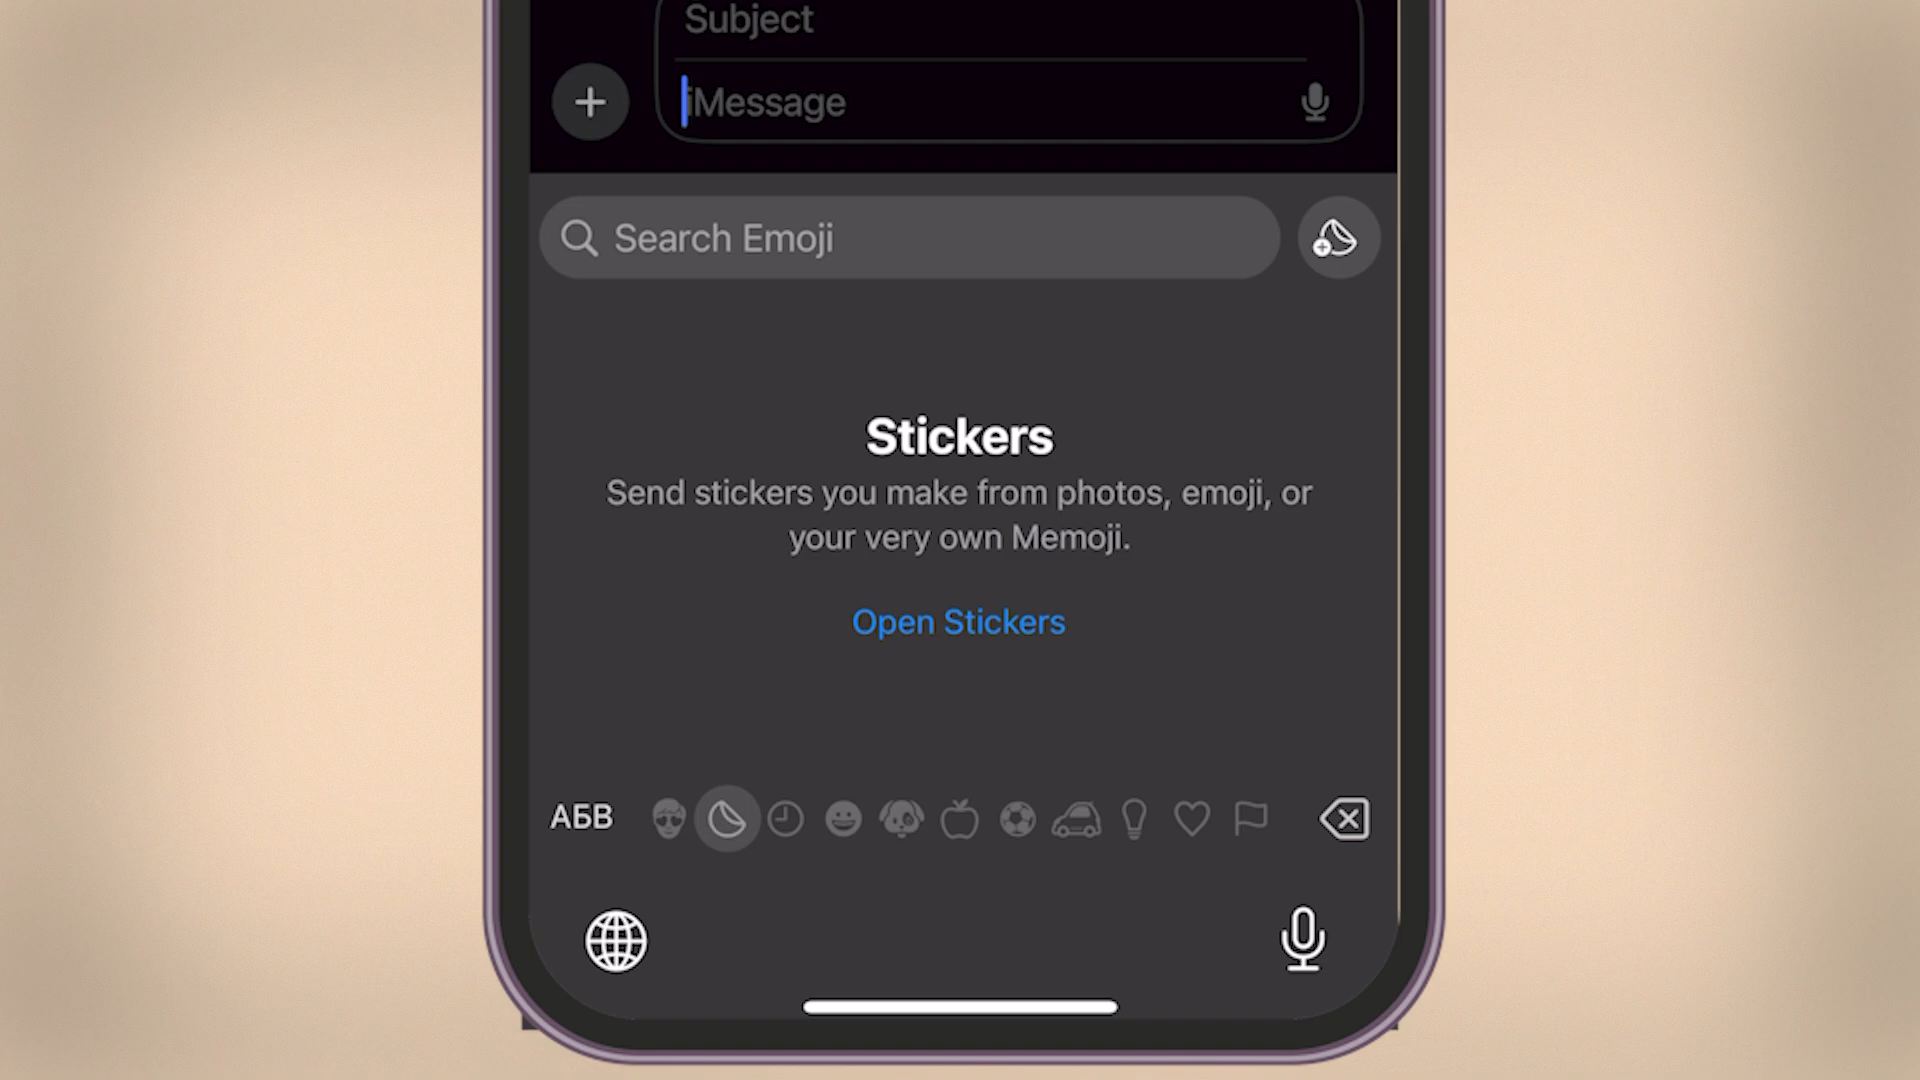 Subject
iMessage
Search Emoji
Stickers
Send stickers you make from photos, emoji, or
your very own Memoji.
Open Stickers
АБВ